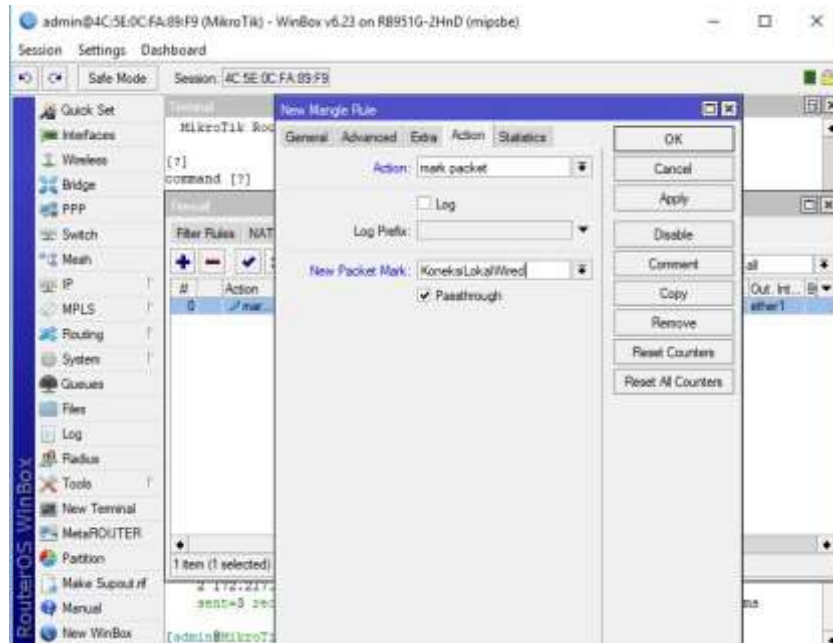 admin@4C:5E:0C:FA:89:F9 (MikroTik) - WinBox v6.23 on RB951G-2HnD (mipsbe)
Session Settings Dashboard
Safe Mode Session: 4C:5E:0C:FA:89:F9
Quick Set
Interfaces
Wireless
Bridge
PPP
Switch
Mesh
IP
MPLS
Routing
System
Queues
Files
Log
Radius
Tools
New Terminal
MetaROUTER
Partition
Make Supout.rif
Manual
New WinBox
RouterOS WinBox
Terminal
MikroTik
[?]
command [?]
Filter Rules NAT
# Action
0 mar...
all
Out. Int...
ether1
1 item (1 selected)
[admin@MikroTi
New Mangle Rule
General Advanced Extra Action Statistics
Action: mark packet
Log
Log Prefix:
New Packet Mark: KoneksiLokalWired
Passthrough
OK
Cancel
Apply
Disable
Comment
Copy
Remove
Reset Counters
Reset All Counters